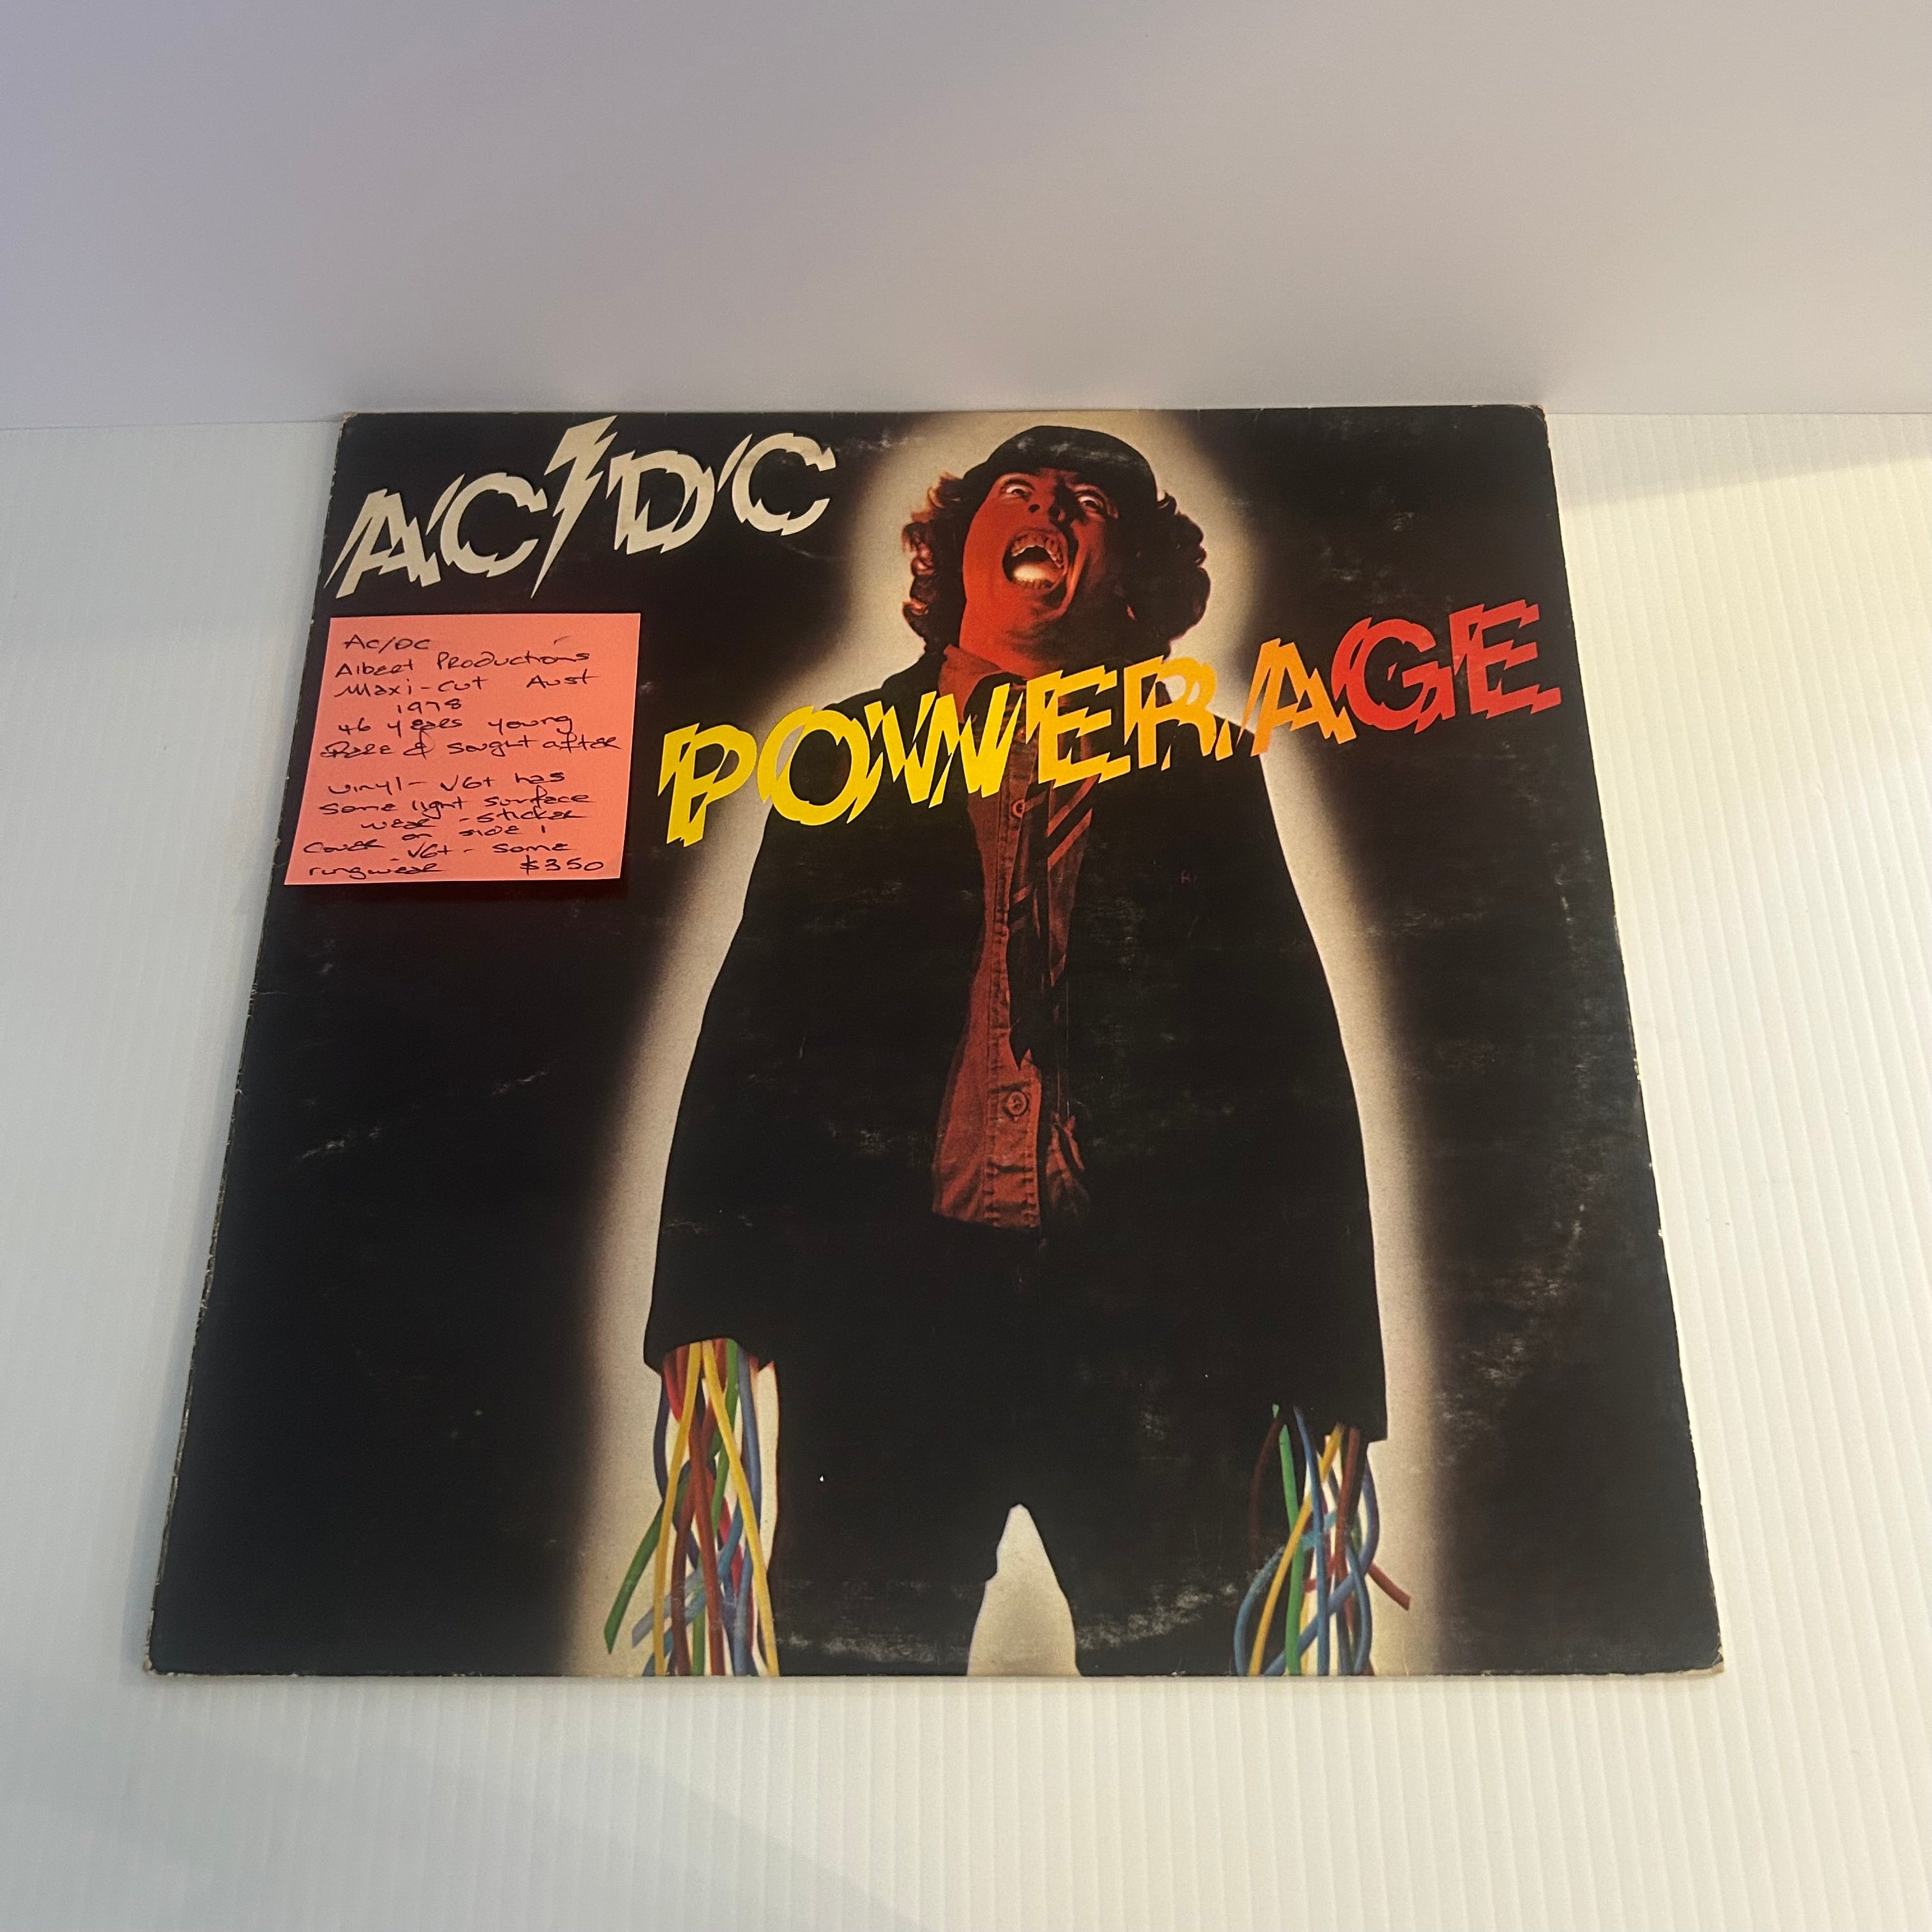 AC/DC
POWERAGE
AC/DC
Albert Productions
Maxi-cut Aust
1978
46 years young
Rare & sought after
vinyl - VG+ has
some light surface
wear - sticker
on side 1
Cover - VG+ - some
ringwear $350